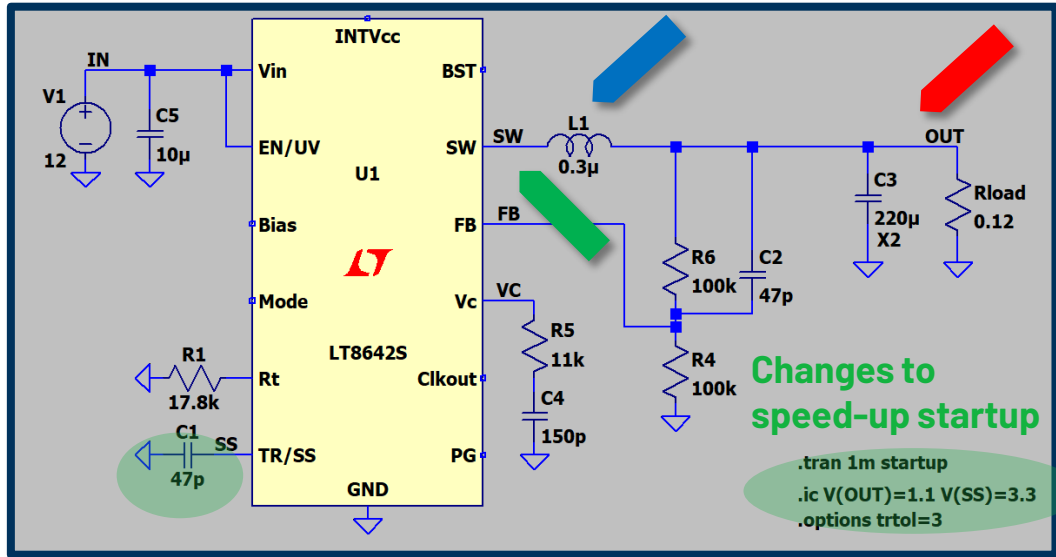 INTVcc
IN
Vin
BST
V1
C5
10µ
12
EN/UV
SW
SW
L1
0.3µ
OUT
U1
C3
220µ
X2
Rload
0.12
Bias
FB
FB
R6
100k
C2
47p
Mode
Vc
VC
R5
11k
LT8642S
R1
17.8k
Rt
Clkout
R4
100k
C4
150p
C1
47p
SS
TR/SS
PG
GND
Changes to
speed-up startup
.tran 1m startup
.ic V(OUT)=1.1 V(SS)=3.3
.options trtol=3